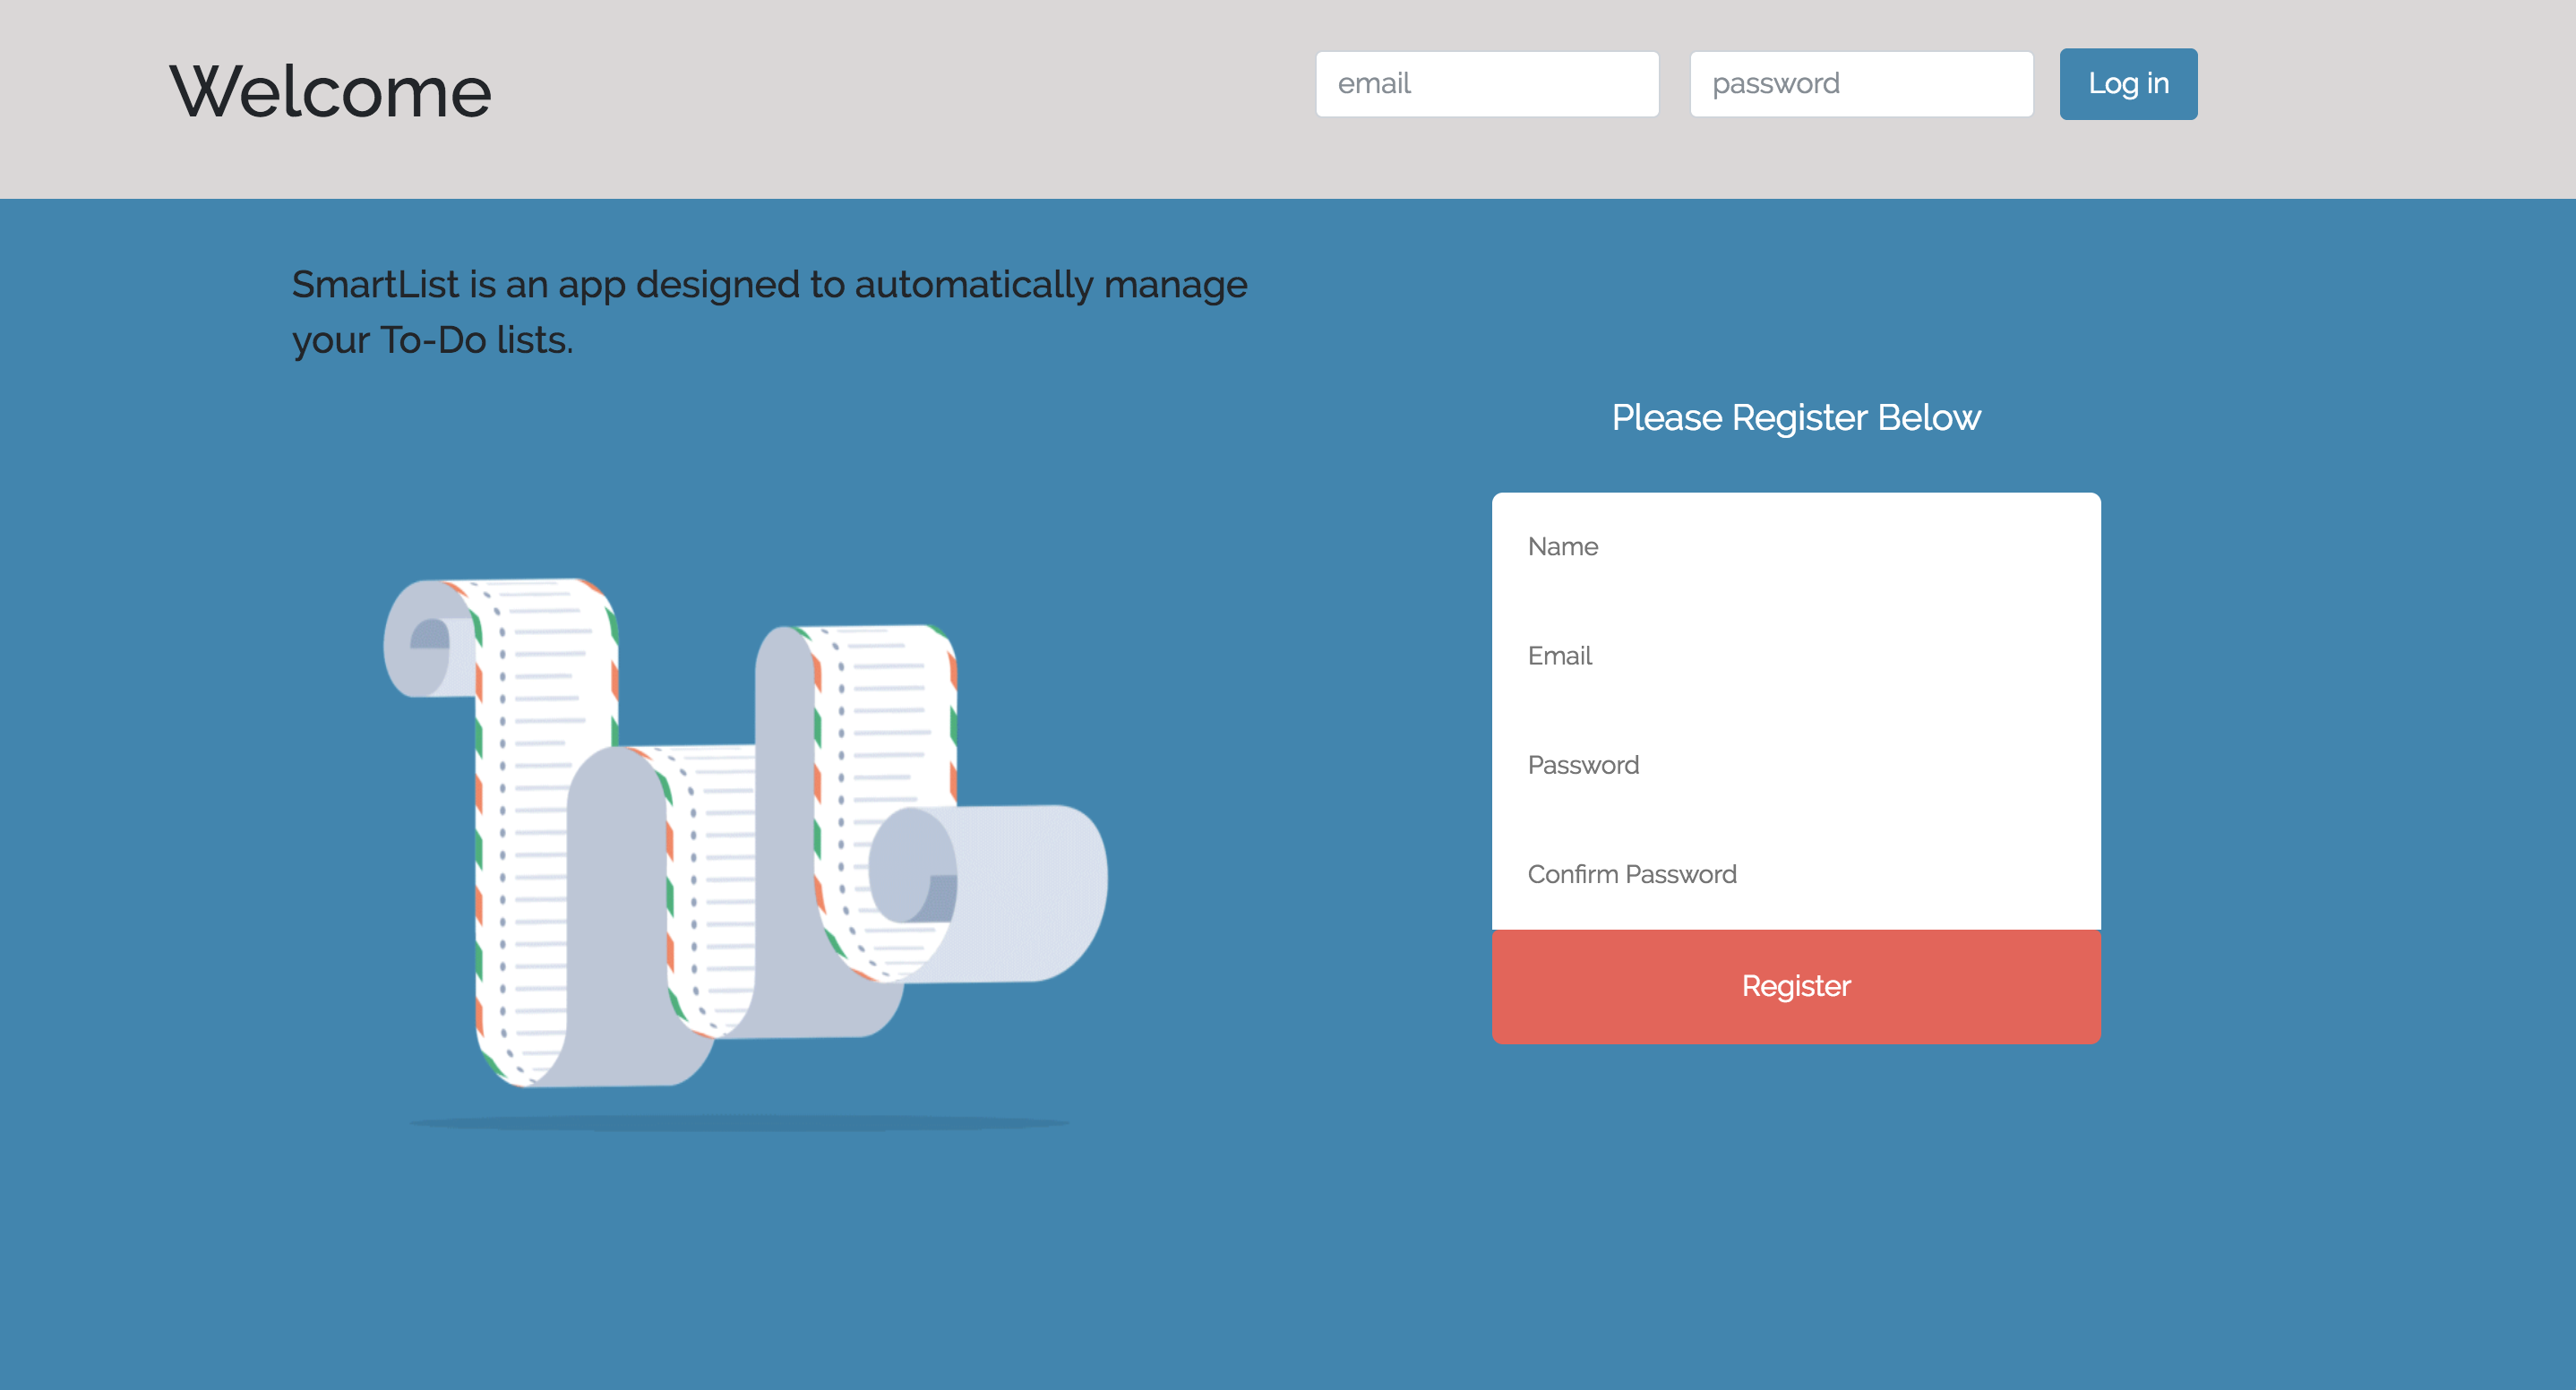 Welcome
email
password
Log in
SmartList is an app designed to automatically manage
your To-Do lists.
Please Register Below
Name
Email
Password
Confirm Password
Register